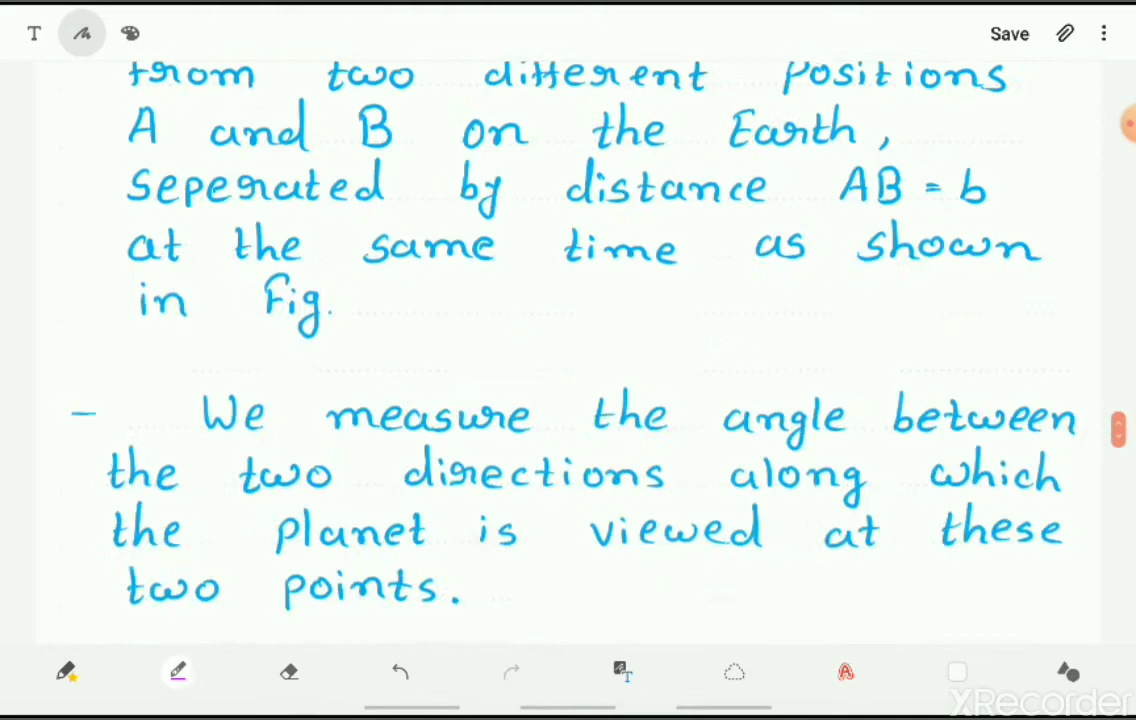 T
Save
from two different positions
A and B on the Earth,
seperated by distance AB = b
at the same time as shown
in Fig.
- We measure the angle between
the two directions along which
the planet is viewed at these
two points.
XRecorder